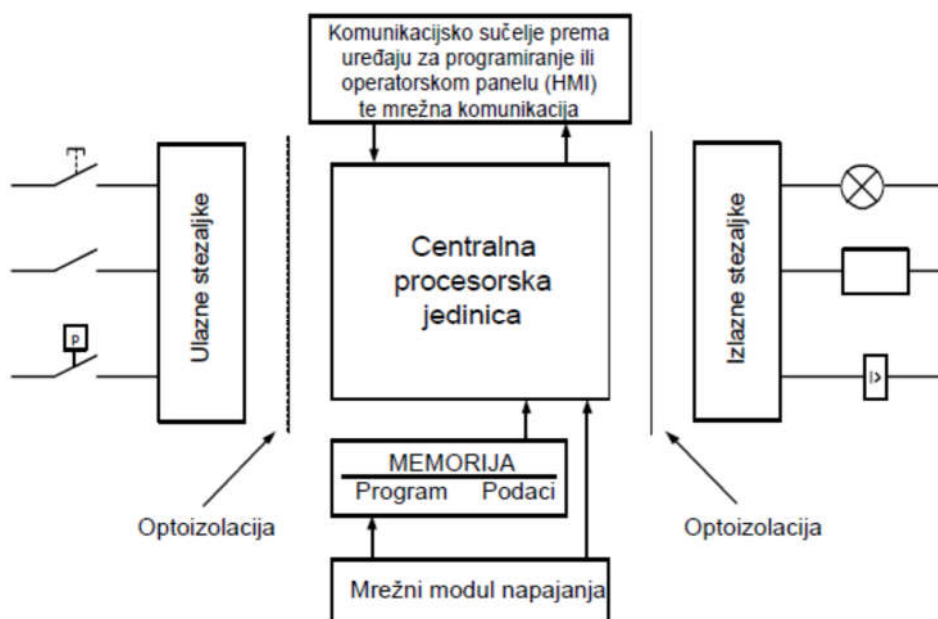 Komunikacijsko sučelje prema
uređaju za programiranje ili
operatorskom panelu (HMI)
te mrežna komunikacija
Ulazne stezaljke
p
Centralna
procesorska
jedinica
Izlazne stezaljke
MEMORIJA
Program Podaci
Optoizolacija
Optoizolacija
Mrežni modul napajanja